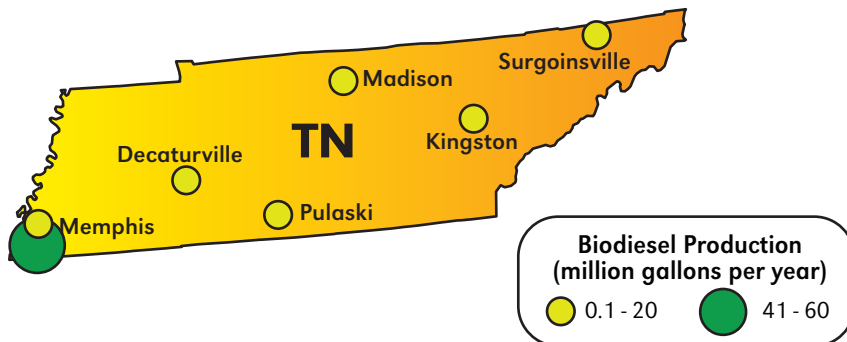 Surgoinsville
Madison
TN
Kingston
Decaturville
Pulaski
Memphis
Biodiesel Production
(million gallons per year)
0.1 - 20
41 - 60